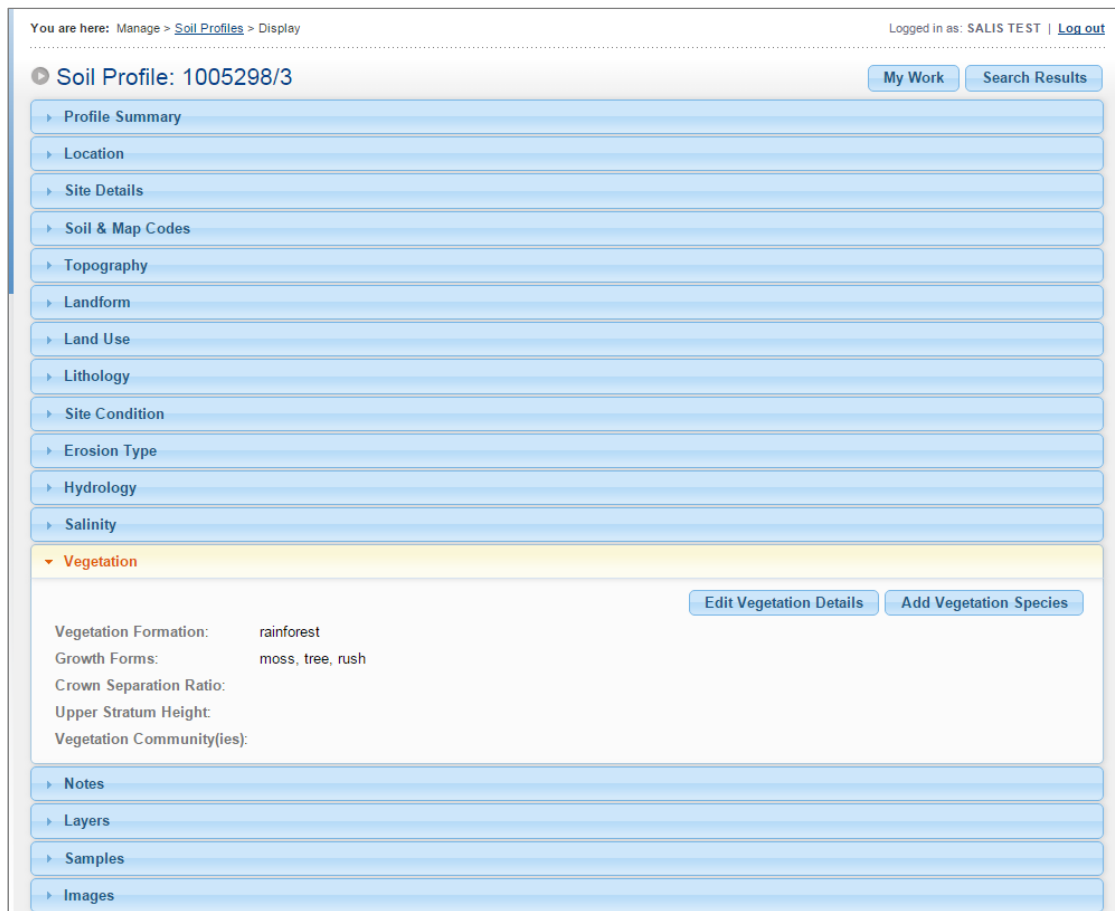 You are here: Manage > Soil Profiles > Display
Logged in as: SALIS TEST | Log out
Soil Profile: 1005298/3
My Work
Search Results
Profile Summary
Location
Site Details
Soil & Map Codes
Topography
Landform
Land Use
Lithology
Site Condition
Erosion Type
Hydrology
Salinity
Vegetation
Edit Vegetation Details
Add Vegetation Species
Vegetation Formation: rainforest
Growth Forms: moss, tree, rush
Crown Separation Ratio:
Upper Stratum Height:
Vegetation Community(ies):
Notes
Layers
Samples
Images